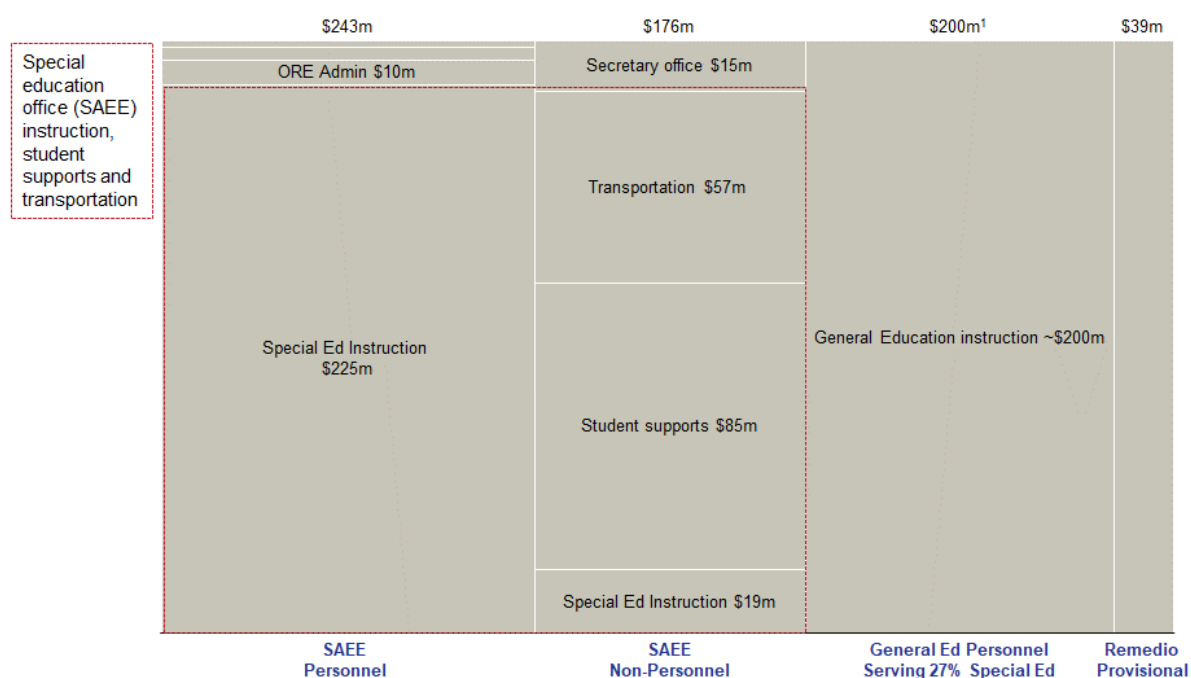 $243m
$176m
$200m¹
$39m
Special
education
office (SAEE)
instruction,
student
supports and
transportation
ORE Admin $10m
Secretary office $15m
Transportation $57m
Special Ed Instruction
$225m
General Education instruction ~$200m
Student supports $85m
Special Ed Instruction $19m
SAEE
Personnel
SAEE
Non-Personnel
General Ed Personnel
Serving 27% Special Ed
Remedio
Provisional